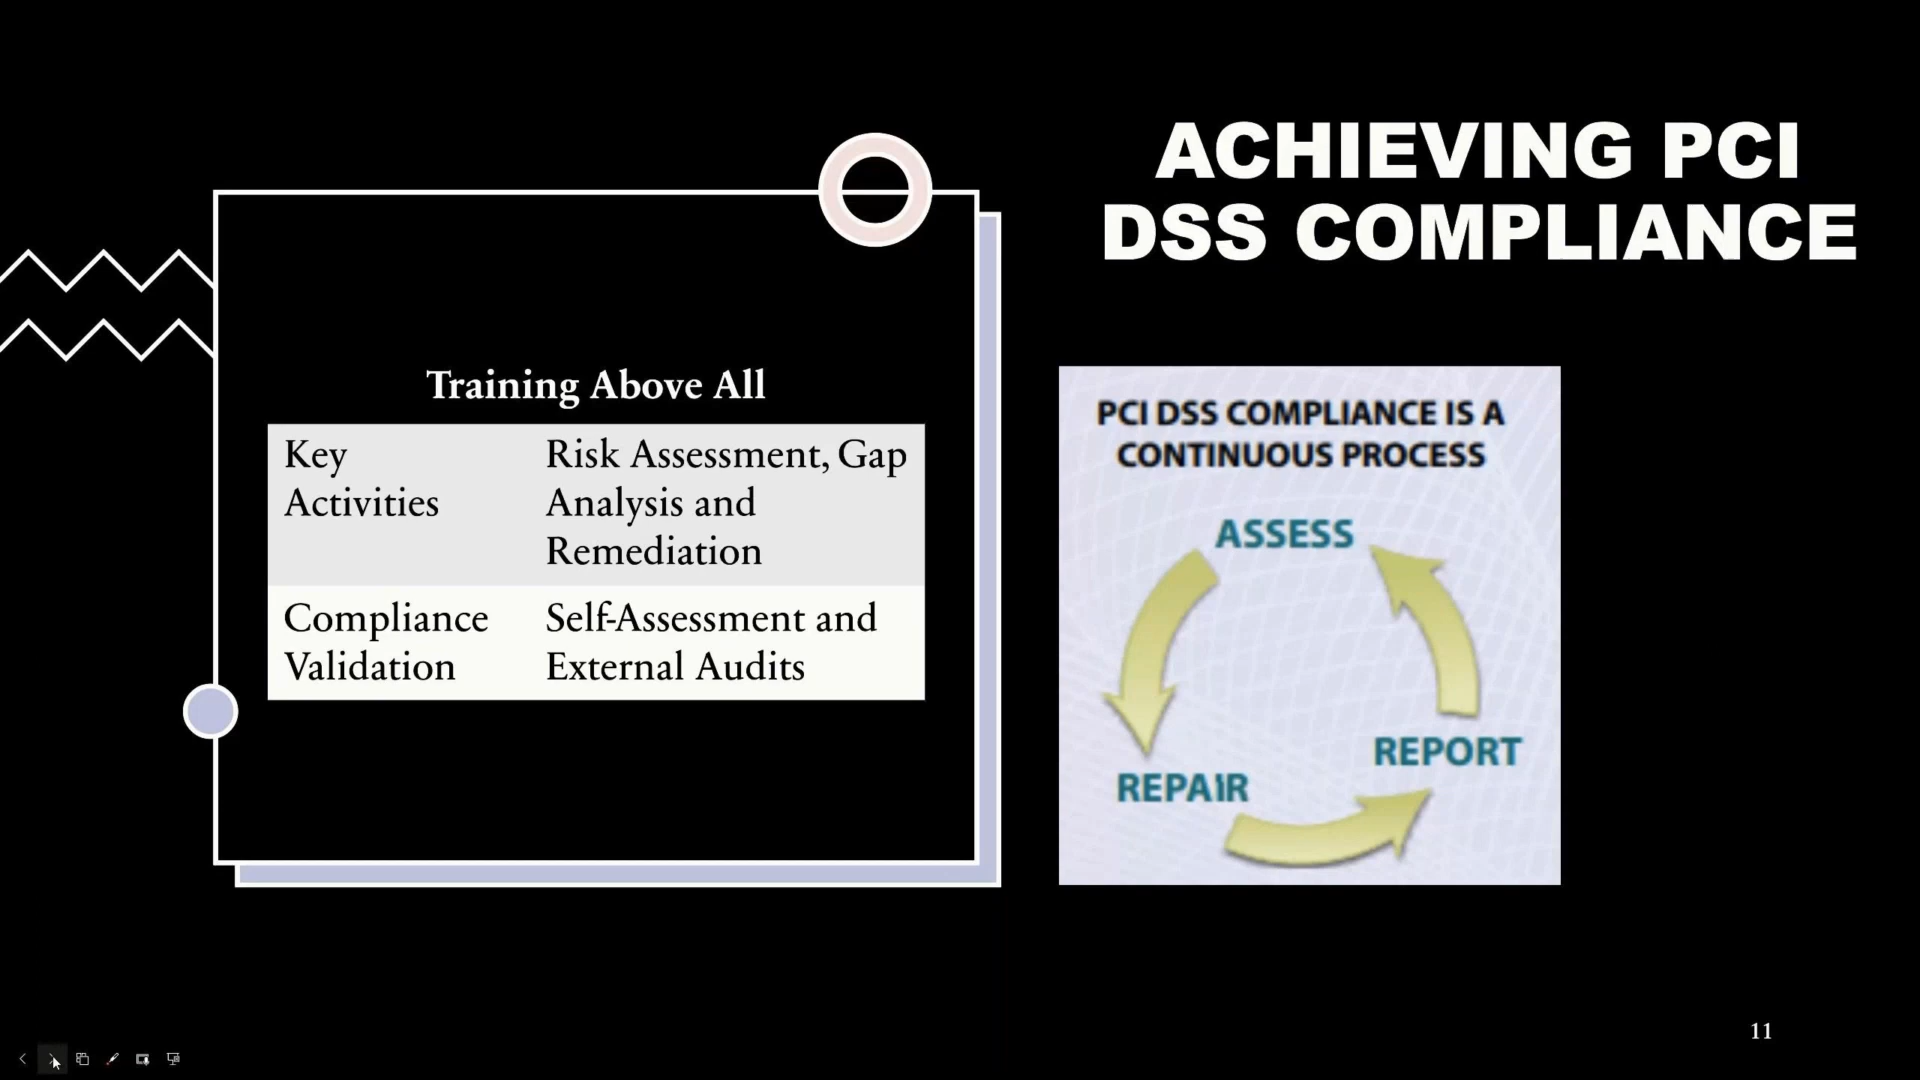 ACHIEVING PCI
DSS COMPLIANCE
Training Above All
Key
Activities
Risk Assessment, Gap
Analysis and
Remediation
Compliance
Validation
Self-Assessment and
External Audits
PCI DSS COMPLIANCE IS A
CONTINUOUS PROCESS
ASSESS
REPAIR
REPORT
11